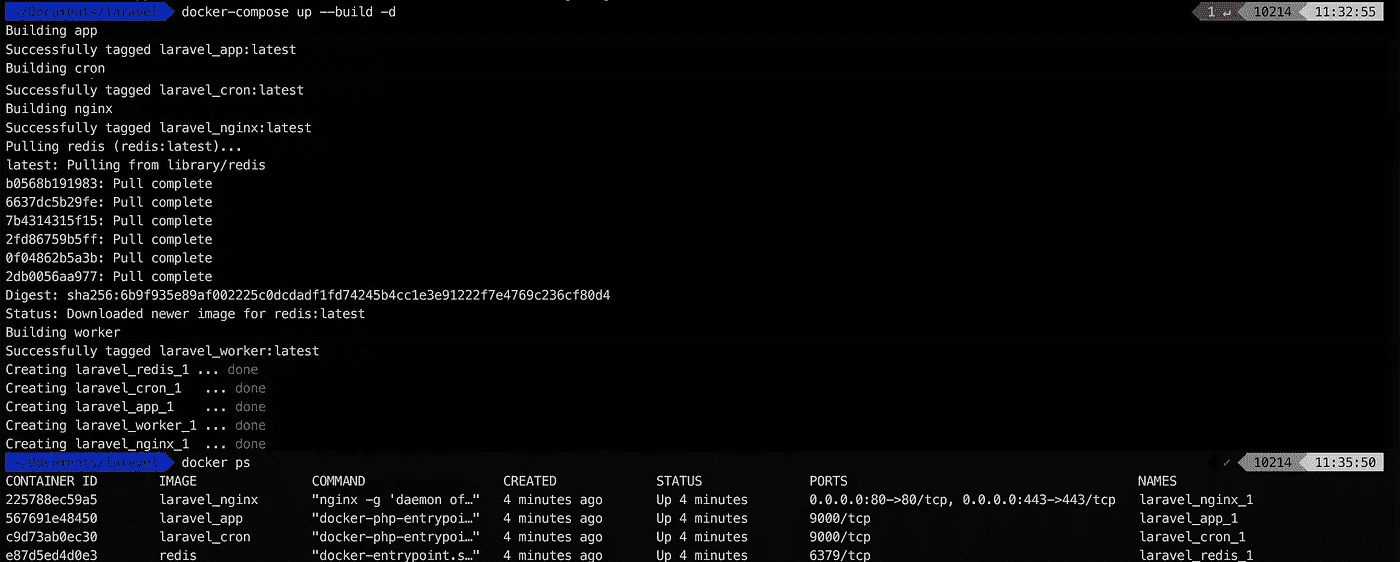 ~/Documents/laravel docker-compose up --build -d 1 ↵ 10214 11:32:55
Building app
Successfully tagged laravel_app:latest
Building cron
Successfully tagged laravel_cron:latest
Building nginx
Successfully tagged laravel_nginx:latest
Pulling redis (redis:latest)...
latest: Pulling from library/redis
b0568b191983: Pull complete
6637dc5b29fe: Pull complete
7b4314315f15: Pull complete
2fd86759b5ff: Pull complete
0f04862b5a3b: Pull complete
2db0056aa977: Pull complete
Digest: sha256:6b9f935e89af002225c0dcdadf1fd74245b4cc1e3e91222f7e4769c236cf80d4
Status: Downloaded newer image for redis:latest
Building worker
Successfully tagged laravel_worker:latest
Creating laravel_redis_1 ... done
Creating laravel_cron_1 ... done
Creating laravel_app_1 ... done
Creating laravel_worker_1 ... done
Creating laravel_nginx_1 ... done
~/Documents/laravel docker ps ✓ 10214 11:35:50
CONTAINER ID IMAGE COMMAND CREATED STATUS PORTS NAMES
225788ec59a5 laravel_nginx "nginx -g 'daemon of…" 4 minutes ago Up 4 minutes 0.0.0.0:80->80/tcp, 0.0.0.0:443->443/tcp laravel_nginx_1
567691e48450 laravel_app "docker-php-entrypoi…" 4 minutes ago Up 4 minutes 9000/tcp laravel_app_1
c9d73ab0ec30 laravel_cron "docker-php-entrypoi…" 4 minutes ago Up 4 minutes 9000/tcp laravel_cron_1
e87d5ed4d0e3 redis "docker-entrypoint.s…" 4 minutes ago Up 4 minutes 6379/tcp laravel_redis_1